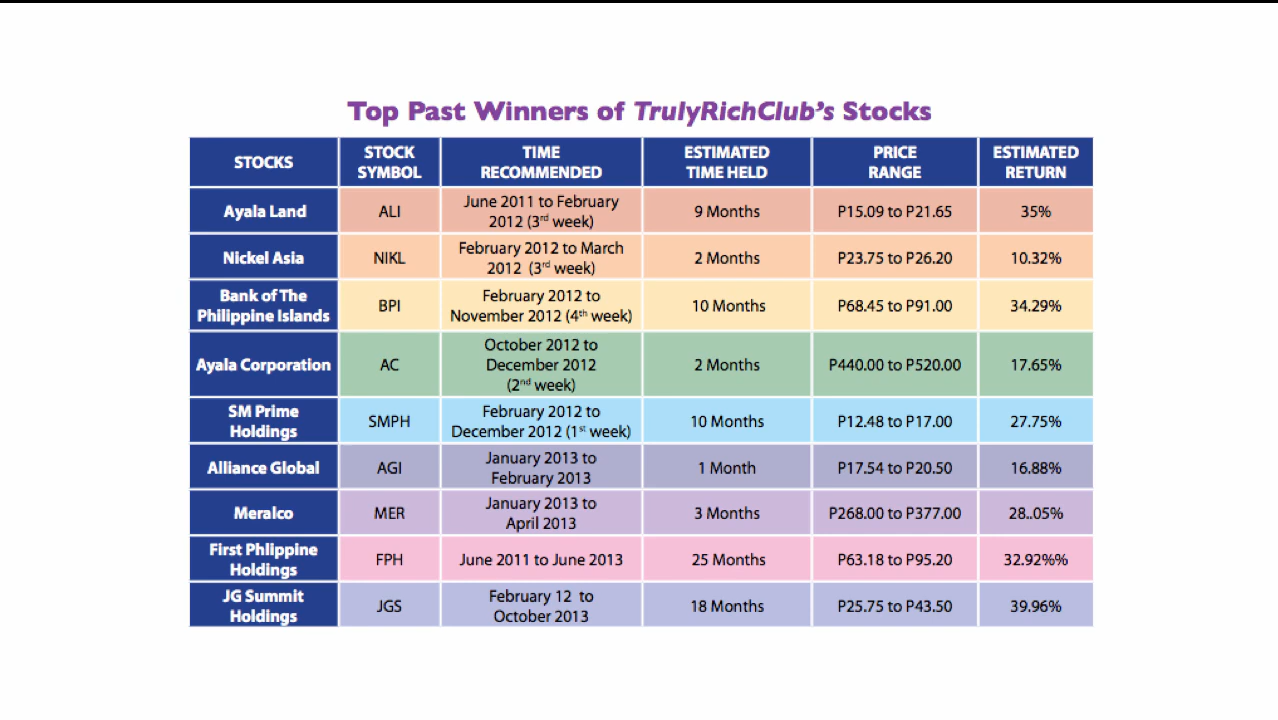 Top Past Winners of TrulyRichClub's Stocks
STOCKS
STOCK
SYMBOL
TIME
RECOMMENDED
ESTIMATED
TIME HELD
PRICE
RANGE
ESTIMATED
RETURN
Ayala Land
ALI
June 2011 to February
2012 (3rd week)
9 Months
P15.09 to P21.65
35%
Nickel Asia
NIKL
February 2012 to March
2012 (3rd week)
2 Months
P23.75 to P26.20
10.32%
Bank of The
Philippine Islands
BPI
February 2012 to
November 2012 (4th week)
10 Months
P68.45 to P91.00
34.29%
Ayala Corporation
AC
October 2012 to
December 2012
(2nd week)
2 Months
P440.00 to P520.00
17.65%
SM Prime
Holdings
SMPH
February 2012 to
December 2012 (1st week)
10 Months
P12.48 to P17.00
27.75%
Alliance Global
AGI
January 2013 to
February 2013
1 Month
P17.54 to P20.50
16.88%
Meralco
MER
January 2013 to
April 2013
3 Months
P268.00 to P377.00
28..05%
First Phlippine
Holdings
FPH
June 2011 to June 2013
25 Months
P63.18 to P95.20
32.92%%
JG Summit
Holdings
JGS
February 12 to
October 2013
18 Months
P25.75 to P43.50
39.96%